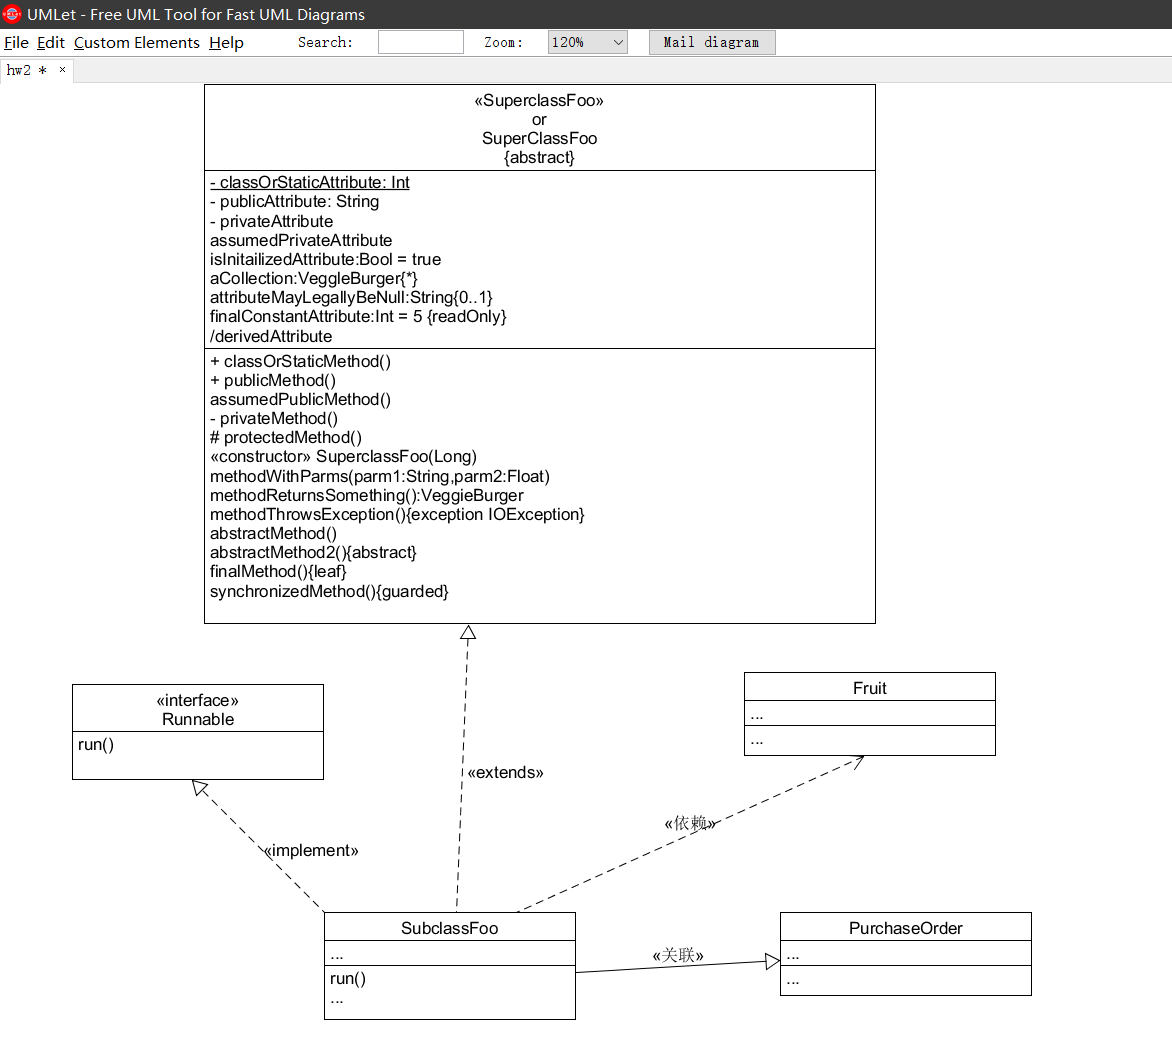 UMLet - Free UML Tool for Fast UML Diagrams
File Edit Custom Elements Help Search: Zoom: 120% Mail diagram
hw2 * ×
«SuperclassFoo»
or
SuperClassFoo
{abstract}
- classOrStaticAttribute: Int
- publicAttribute: String
- privateAttribute
assumedPrivateAttribute
isInitailizedAttribute:Bool = true
aCollection:VeggleBurger{*}
attributeMayLegallyBeNull:String{0..1}
finalConstantAttribute:Int = 5 {readOnly}
/derivedAttribute
+ classOrStaticMethod()
+ publicMethod()
assumedPublicMethod()
- privateMethod()
# protectedMethod()
«constructor» SuperclassFoo(Long)
methodWithParms(parm1:String,parm2:Float)
methodReturnsSomething():VeggieBurger
methodThrowsException(){exception IOException}
abstractMethod()
abstractMethod2(){abstract}
finalMethod(){leaf}
synchronizedMethod(){guarded}
«interface»
Runnable
run()
Fruit
...
...
«extends»
«依赖»
«implement»
SubclassFoo
...
run()
...
«关联»
PurchaseOrder
...
...